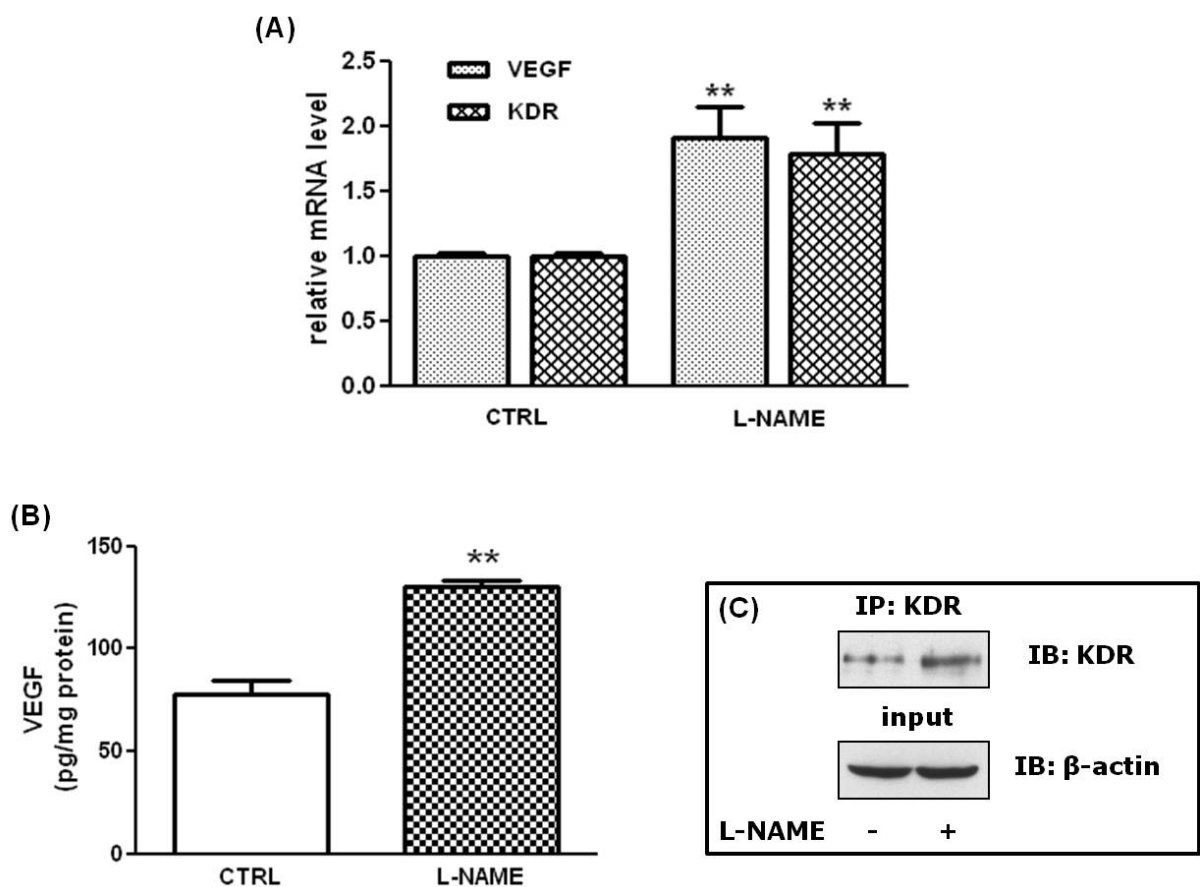 (A)
2.5
2.0
1.5
1.0
0.5
0.0
relative mRNA level
VEGF
KDR
** **
CTRL L-NAME
(B)
150
100
50
0
VEGF
(pg/mg protein)
**
CTRL L-NAME
(C) IP: KDR
IB: KDR
input
IB: β-actin
L-NAME - +